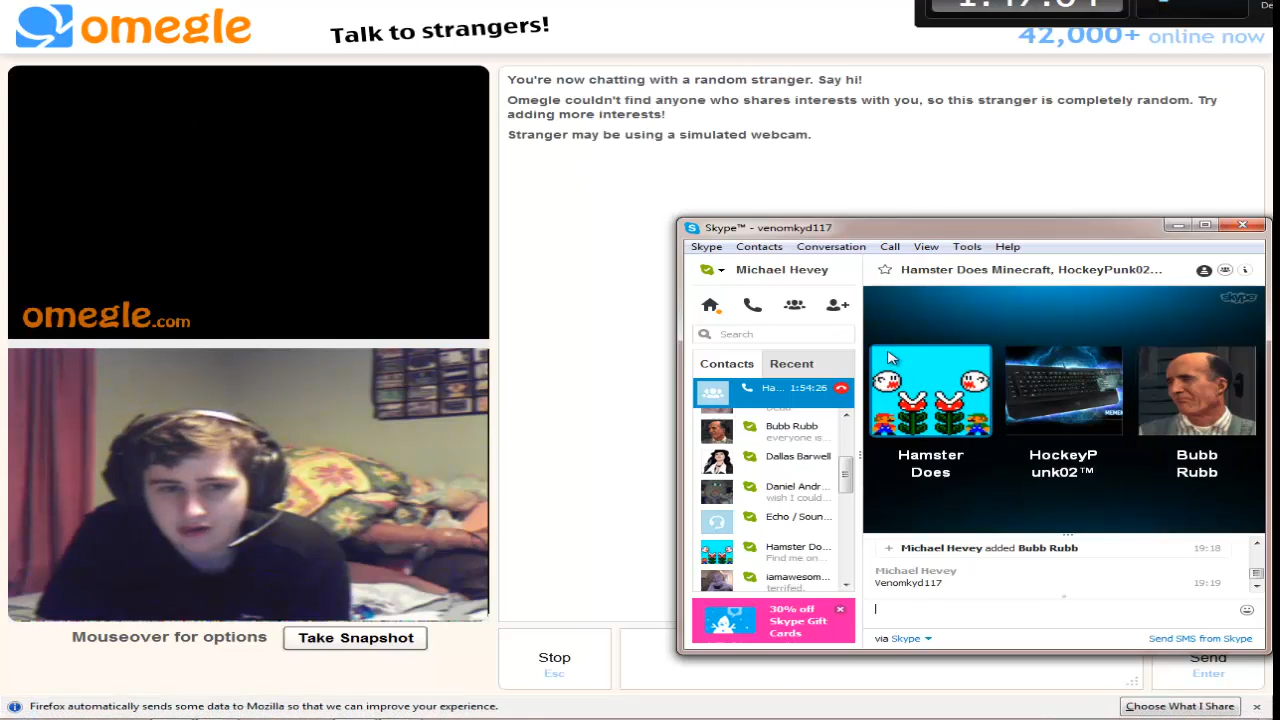 omegle
Talk to strangers!
42,000+ online now
You're now chatting with a random stranger. Say hi!
Omegle couldn't find anyone who shares interests with you, so this stranger is completely random. Try
adding more interests!
Stranger may be using a simulated webcam.
omegle.com
Mouseover for options
Take Snapshot
Stop
Esc
Send
Enter
Skype™ - venomkyd117
Skype Contacts Conversation Call View Tools Help
Michael Hevey
Search
Contacts Recent
Ha... 1:54:26
Bubb Rubb
everyone is...
Dallas Barwell
Daniel Andr...
wish I could...
Echo / Soun...
Hamster Do...
Find me on...
iamawesom...
terrifed.
30% off
Skype Gift
Cards
Hamster Does Minecraft, HockeyPunk02...
skype
Hamster
Does
HockeyP
unk02™
Bubb
Rubb
+ Michael Hevey added Bubb Rubb 19:18
Michael Hevey
Venomkyd117 19:19
via Skype
Send SMS from Skype
Firefox automatically sends some data to Mozilla so that we can improve your experience.
Choose What I Share